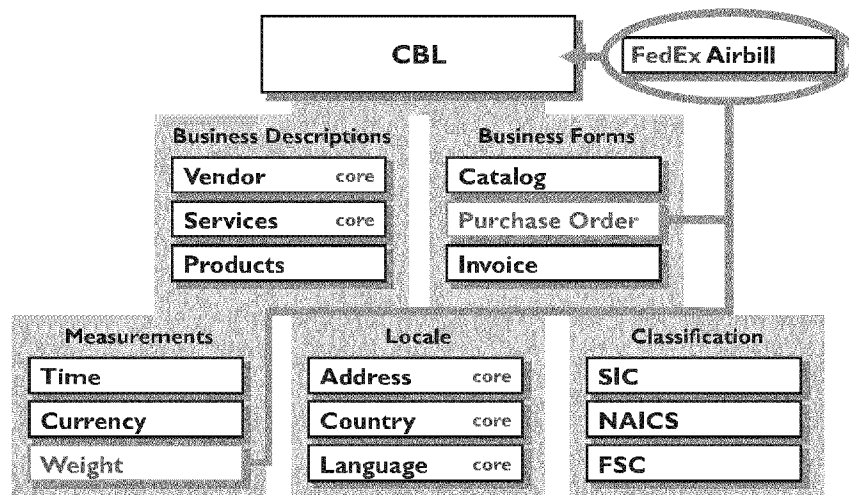 CBL
FedEx Airbill
Business Descriptions
Vendor core
Services core
Products
Business Forms
Catalog
Purchase Order
Invoice
Measurements
Time
Currency
Weight
Locale
Address core
Country core
Language core
Classification
SIC
NAICS
FSC